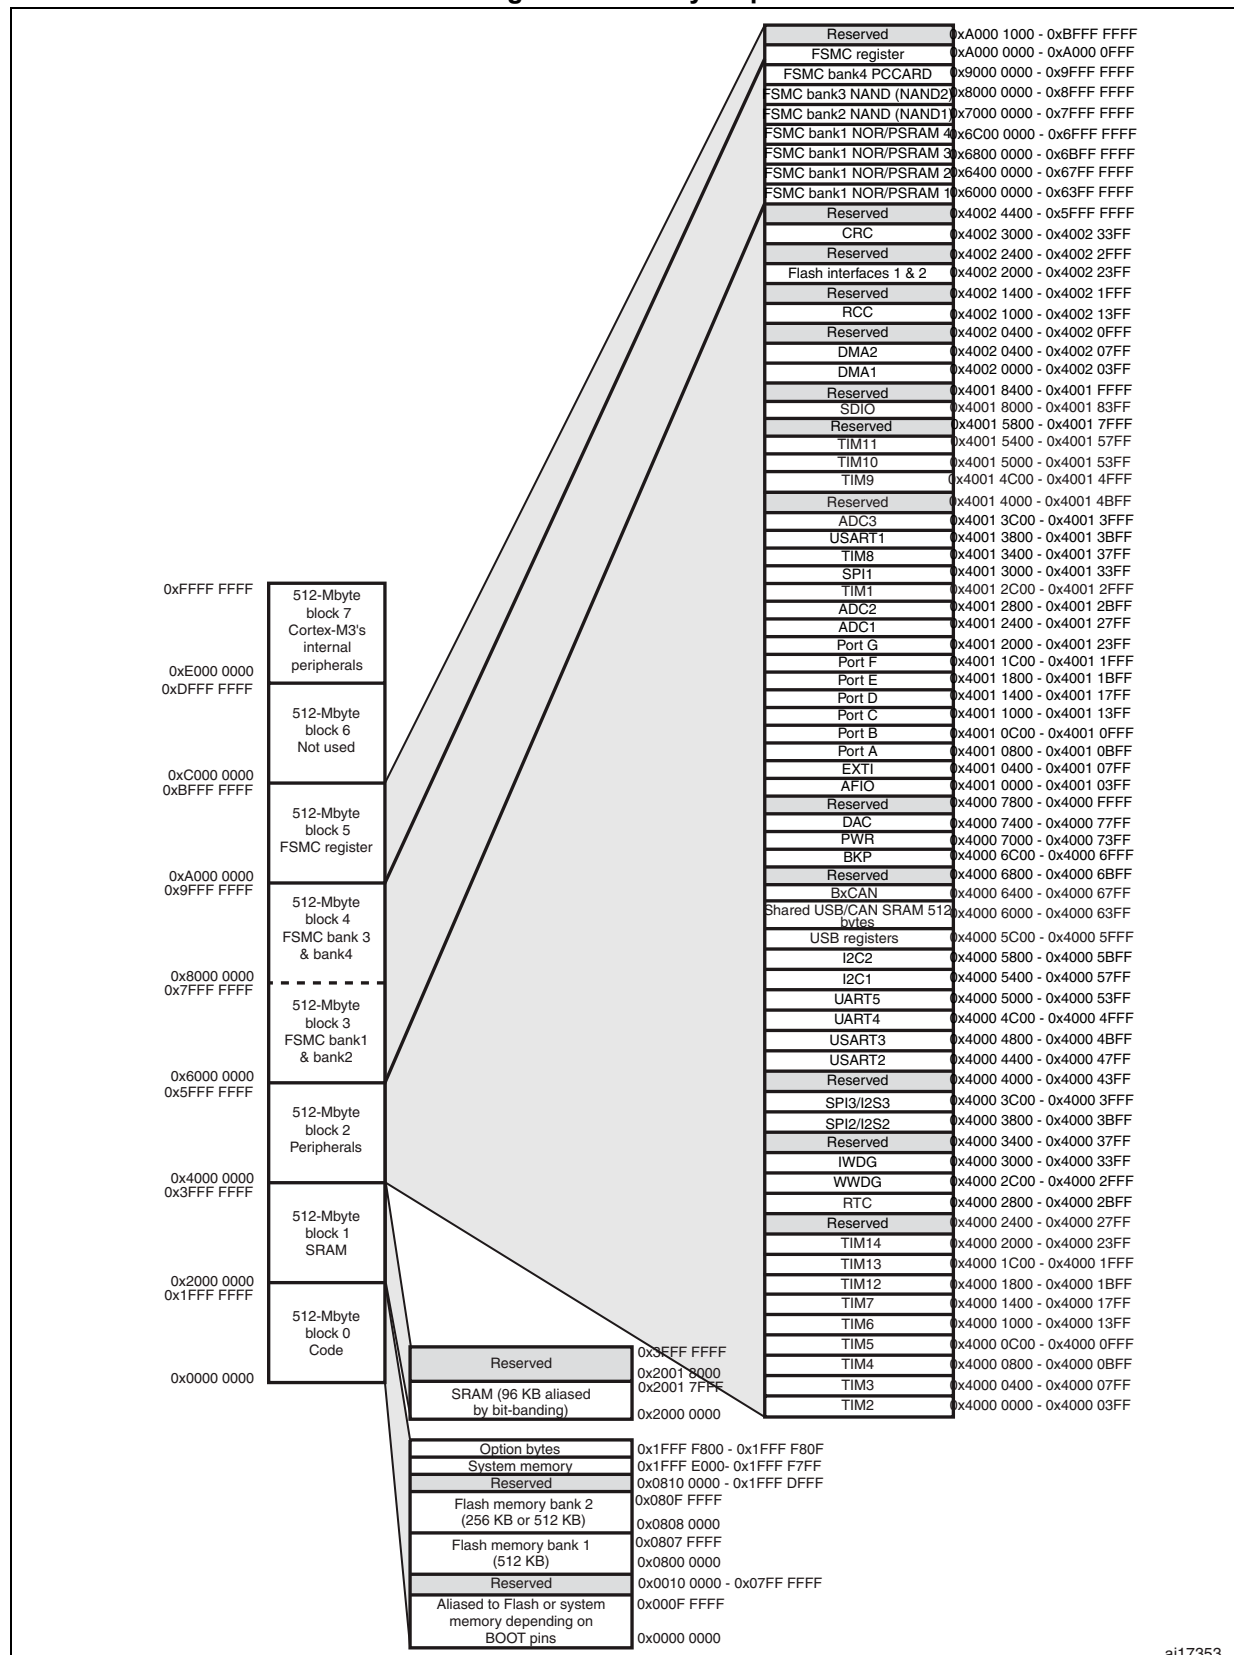 Reserved 0xA000 1000 - 0xBFFF FFFF
FSMC register 0xA000 0000 - 0xA000 0FFF
FSMC bank4 PCCARD 0x9000 0000 - 0x9FFF FFFF
FSMC bank3 NAND (NAND2) 0x8000 0000 - 0x8FFF FFFF
FSMC bank2 NAND (NAND1) 0x7000 0000 - 0x7FFF FFFF
FSMC bank1 NOR/PSRAM 4 0x6C00 0000 - 0x6FFF FFFF
FSMC bank1 NOR/PSRAM 3 0x6800 0000 - 0x6BFF FFFF
FSMC bank1 NOR/PSRAM 2 0x6400 0000 - 0x67FF FFFF
FSMC bank1 NOR/PSRAM 1 0x6000 0000 - 0x63FF FFFF
Reserved 0x4002 4400 - 0x5FFF FFFF
CRC 0x4002 3000 - 0x4002 33FF
Reserved 0x4002 2400 - 0x4002 2FFF
Flash interfaces 1 & 2 0x4002 2000 - 0x4002 23FF
Reserved 0x4002 1400 - 0x4002 1FFF
RCC 0x4002 1000 - 0x4002 13FF
Reserved 0x4002 0400 - 0x4002 0FFF
DMA2 0x4002 0400 - 0x4002 07FF
DMA1 0x4002 0000 - 0x4002 03FF
Reserved 0x4001 8400 - 0x4001 FFFF
SDIO 0x4001 8000 - 0x4001 83FF
Reserved 0x4001 5800 - 0x4001 7FFF
TIM11 0x4001 5400 - 0x4001 57FF
TIM10 0x4001 5000 - 0x4001 53FF
TIM9 0x4001 4C00 - 0x4001 4FFF
Reserved 0x4001 4000 - 0x4001 4BFF
ADC3 0x4001 3C00 - 0x4001 3FFF
USART1 0x4001 3800 - 0x4001 3BFF
TIM8 0x4001 3400 - 0x4001 37FF
SPI1 0x4001 3000 - 0x4001 33FF
TIM1 0x4001 2C00 - 0x4001 2FFF
ADC2 0x4001 2800 - 0x4001 2BFF
ADC1 0x4001 2400 - 0x4001 27FF
Port G 0x4001 2000 - 0x4001 23FF
Port F 0x4001 1C00 - 0x4001 1FFF
Port E 0x4001 1800 - 0x4001 1BFF
Port D 0x4001 1400 - 0x4001 17FF
Port C 0x4001 1000 - 0x4001 13FF
Port B 0x4001 0C00 - 0x4001 0FFF
Port A 0x4001 0800 - 0x4001 0BFF
EXTI 0x4001 0400 - 0x4001 07FF
AFIO 0x4001 0000 - 0x4001 03FF
Reserved 0x4000 7800 - 0x4000 FFFF
DAC 0x4000 7400 - 0x4000 77FF
PWR 0x4000 7000 - 0x4000 73FF
BKP 0x4000 6C00 - 0x4000 6FFF
Reserved 0x4000 6800 - 0x4000 6BFF
BxCAN 0x4000 6400 - 0x4000 67FF
Shared USB/CAN SRAM 512 0x4000 6000 - 0x4000 63FF
bytes
USB registers 0x4000 5C00 - 0x4000 5FFF
I2C2 0x4000 5800 - 0x4000 5BFF
I2C1 0x4000 5400 - 0x4000 57FF
UART5 0x4000 5000 - 0x4000 53FF
UART4 0x4000 4C00 - 0x4000 4FFF
USART3 0x4000 4800 - 0x4000 4BFF
USART2 0x4000 4400 - 0x4000 47FF
Reserved 0x4000 4000 - 0x4000 43FF
SPI3/I2S3 0x4000 3C00 - 0x4000 3FFF
SPI2/I2S2 0x4000 3800 - 0x4000 3BFF
Reserved 0x4000 3400 - 0x4000 37FF
IWDG 0x4000 3000 - 0x4000 33FF
WWDG 0x4000 2C00 - 0x4000 2FFF
RTC 0x4000 2800 - 0x4000 2BFF
Reserved 0x4000 2400 - 0x4000 27FF
TIM14 0x4000 2000 - 0x4000 23FF
TIM13 0x4000 1C00 - 0x4000 1FFF
TIM12 0x4000 1800 - 0x4000 1BFF
TIM7 0x4000 1400 - 0x4000 17FF
TIM6 0x4000 1000 - 0x4000 13FF
TIM5 0x4000 0C00 - 0x4000 0FFF
TIM4 0x4000 0800 - 0x4000 0BFF
TIM3 0x4000 0400 - 0x4000 07FF
TIM2 0x4000 0000 - 0x4000 03FF
0xFFFF FFFF
512-Mbyte
block 7
Cortex-M3's
internal
peripherals
0xE000 0000
0xDFFF FFFF
512-Mbyte
block 6
Not used
0xC000 0000
0xBFFF FFFF
512-Mbyte
block 5
FSMC register
0xA000 0000
0x9FFF FFFF
512-Mbyte
block 4
FSMC bank 3
& bank4
0x8000 0000
0x7FFF FFFF
512-Mbyte
block 3
FSMC bank1
& bank2
0x6000 0000
0x5FFF FFFF
512-Mbyte
block 2
Peripherals
0x4000 0000
0x3FFF FFFF
512-Mbyte
block 1
SRAM
0x2000 0000
0x1FFF FFFF
512-Mbyte
block 0
Code
0x0000 0000
0x3FFF FFFF
Reserved
0x2001 8000
0x2001 7FFF
SRAM (96 KB aliased
by bit-banding)
0x2000 0000
Option bytes 0x1FFF F800 - 0x1FFF F80F
System memory 0x1FFF E000- 0x1FFF F7FF
Reserved 0x0810 0000 - 0x1FFF DFFF
Flash memory bank 2 0x080F FFFF
(256 KB or 512 KB) 0x0808 0000
Flash memory bank 1 0x0807 FFFF
(512 KB) 0x0800 0000
Reserved 0x0010 0000 - 0x07FF FFFF
Aliased to Flash or system 0x000F FFFF
memory depending on
BOOT pins 0x0000 0000
ai17353